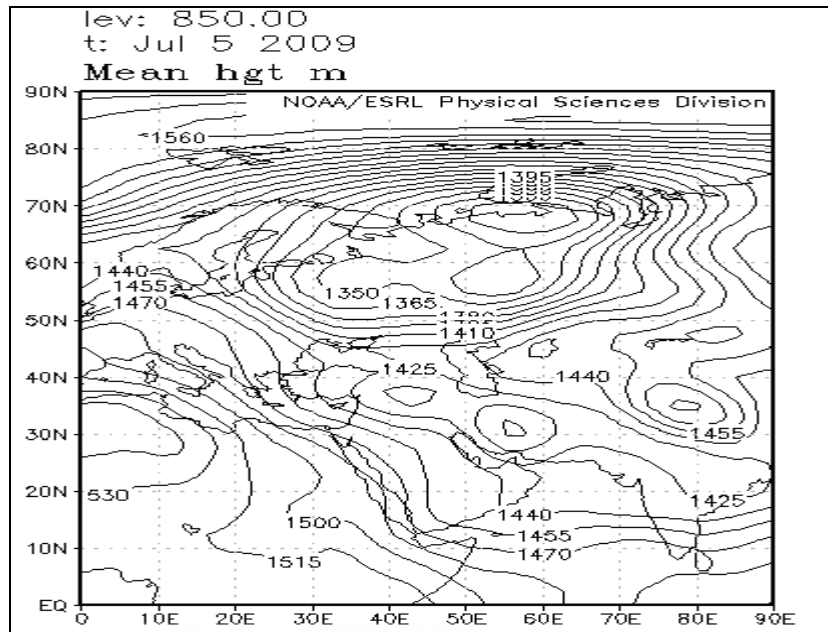 lev: 850.00
t: Jul 5 2009
Mean hgt m
90N
NOAA/ESRL Physical Sciences Division
1560
80N
1395
70N
1440
60N
1455
1470
1350
1365
50N
1410
1425
40N
1440
30N
1455
530
20N
1425
1500
1440
1455
10N
1470
1515
EQ
0 10E 20E 30E 40E 50E 60E 70E 80E 90E